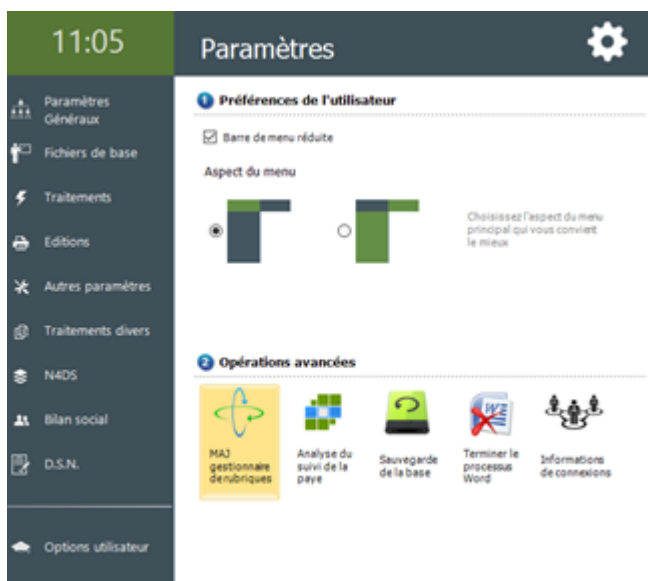 11:05
Paramètres
Paramètres
Généraux
Fichiers de base
Traitements
Editions
Autres paramètres
Traitements divers
N4DS
Bilan social
D.S.N.
Options utilisateur
1 Préférences de l'utilisateur
Barre de menu réduite
Aspect du menu
Choisissez l'aspect du menu
principal qui vous convient
le mieux
2 Opérations avancées
MAJ
gestionnaire
de rubriques
Analyse du
suivi de la
paye
Sauvegarde
de la base
W
Terminer le
processus
Word
Informations
de connexions